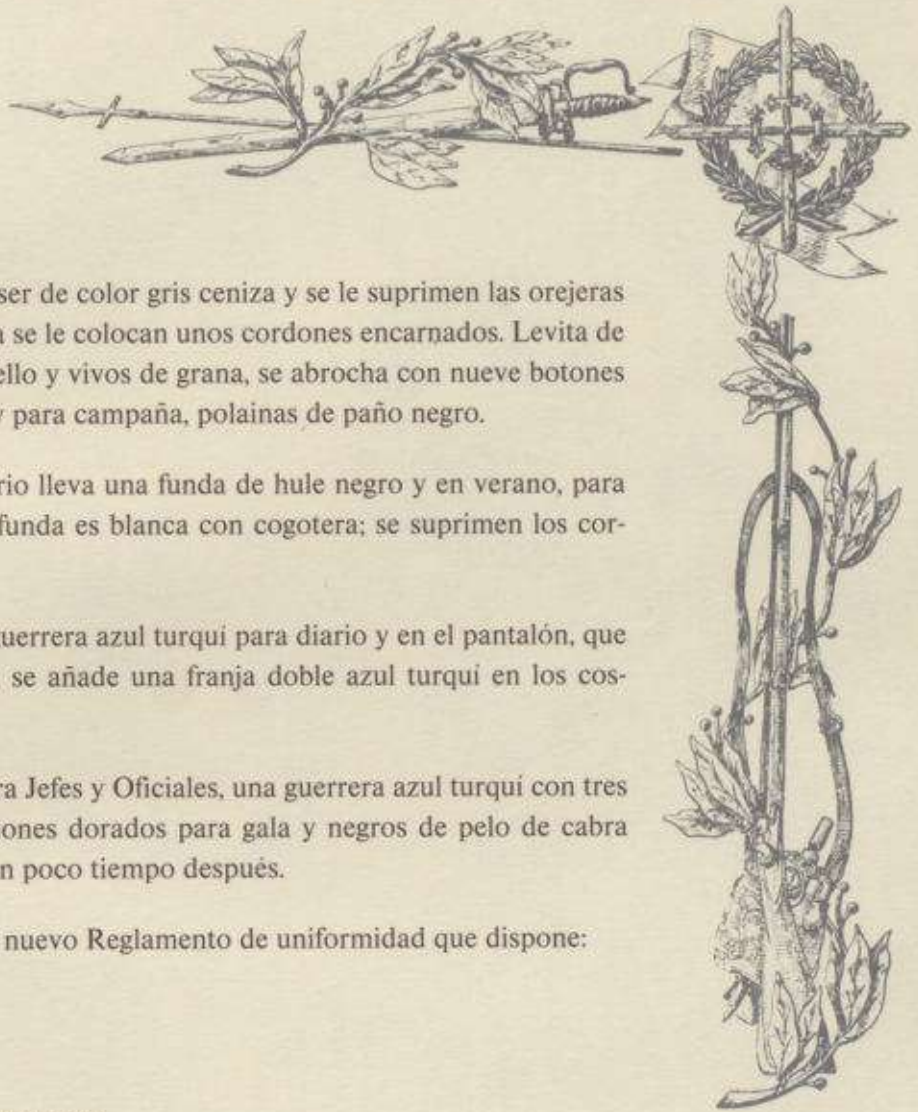 ser de color gris ceniza y se le suprimen las orejeras
se le colocan unos cordones encarnados. Levita de
ello y vivos de grana, se abrocha con nueve botones
y para campaña, polainas de paño negro.
rio lleva una funda de hule negro y en verano, para
funda es blanca con cogotera; se suprimen los cor-
uerrera azul turquí para diario y en el pantalón, que
se añade una franja doble azul turquí en los cos-
ra Jefes y Oficiales, una guerrera azul turquí con tres
ones dorados para gala y negros de pelo de cabra
n poco tiempo después.
nuevo Reglamento de uniformidad que dispone: